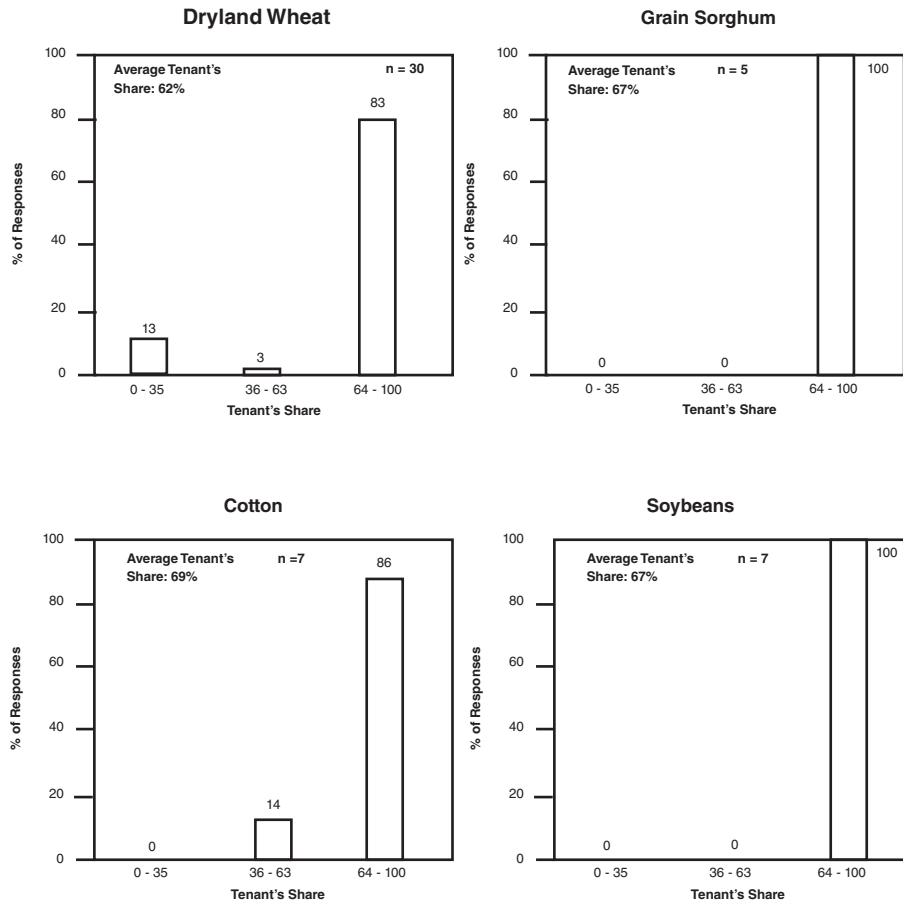 Dryland Wheat
Average Tenant's
Share: 62%
n = 30
% of Responses
100
80
60
40
20
0
13
3
83
0 - 35
36 - 63
64 - 100
Tenant's Share
Grain Sorghum
Average Tenant's
Share: 67%
n = 5
% of Responses
100
80
60
40
20
0
0
0
100
0 - 35
36 - 63
64 - 100
Tenant's Share
Cotton
Average Tenant's
Share: 69%
n =7
% of Responses
100
80
60
40
20
0
0
14
86
0 - 35
36 - 63
64 - 100
Tenant's Share
Soybeans
Average Tenant's
Share: 67%
n = 7
% of Responses
100
80
60
40
20
0
0
0
100
0 - 35
36 - 63
64 - 100
Tenant's Share